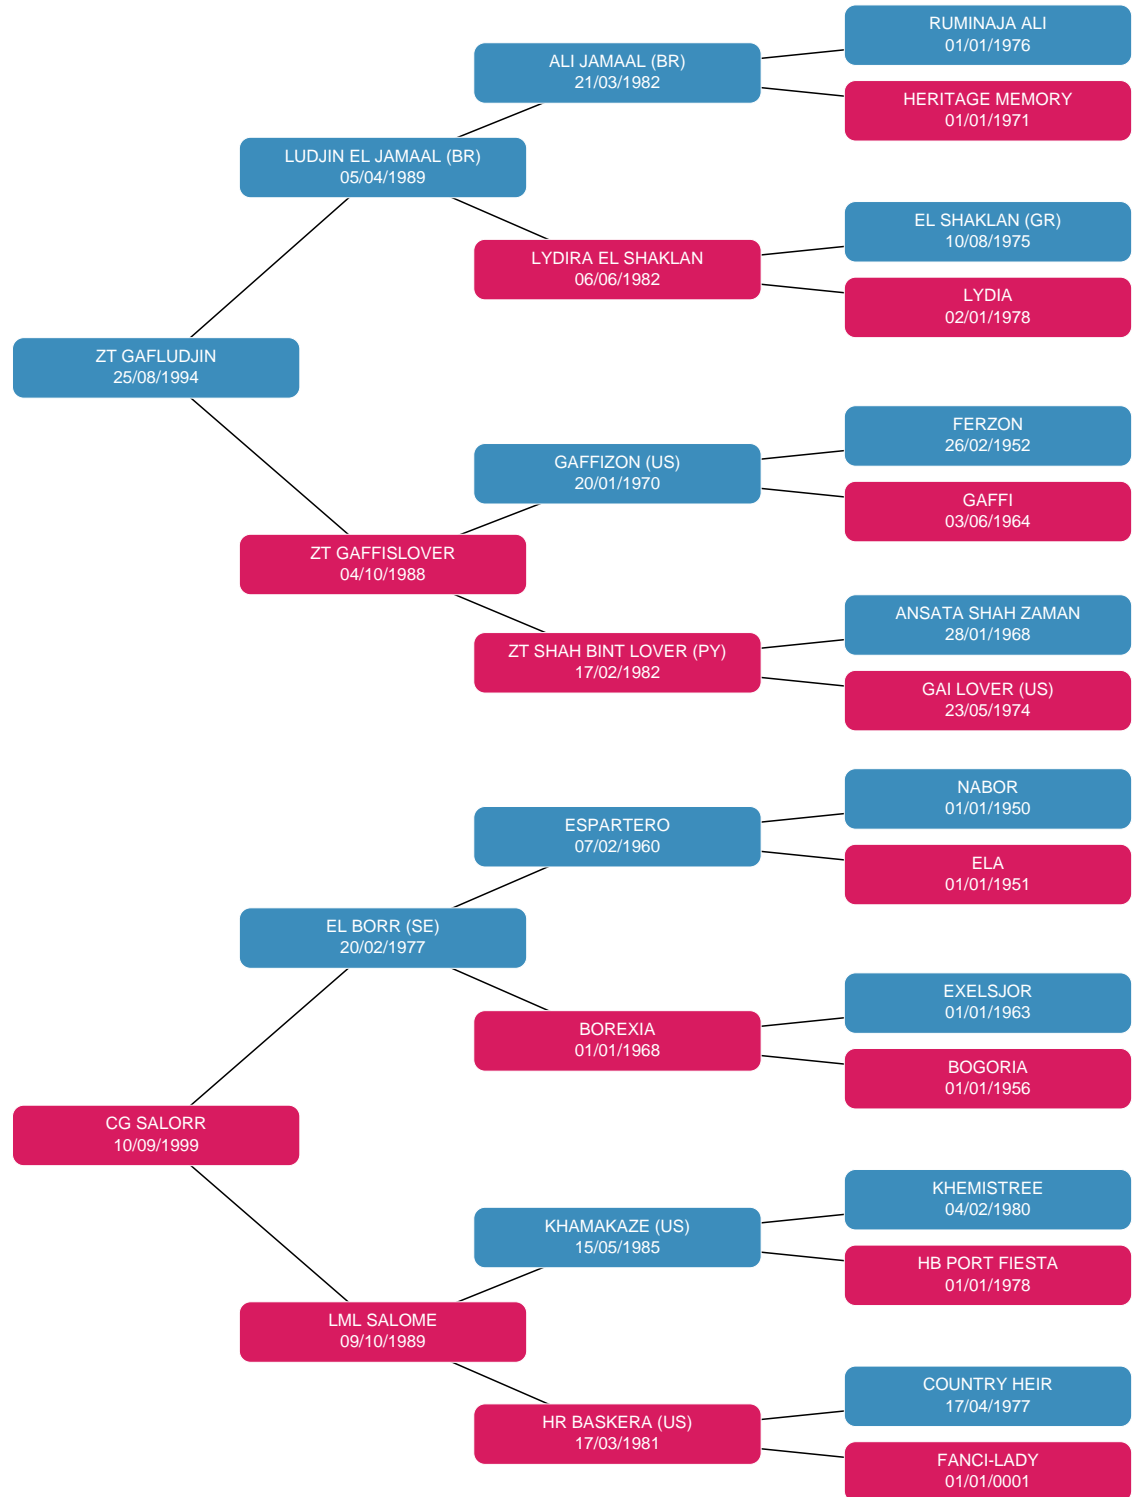 RUMINAJA ALI
01/01/1976
ALI JAMAAL (BR)
21/03/1982
HERITAGE MEMORY
01/01/1971
LUDJIN EL JAMAAL (BR)
05/04/1989
EL SHAKLAN (GR)
10/08/1975
LYDIRA EL SHAKLAN
06/06/1982
LYDIA
02/01/1978
ZT GAFLUDJIN
25/08/1994
FERZON
26/02/1952
GAFFIZON (US)
20/01/1970
GAFFI
03/06/1964
ZT GAFFISLOVER
04/10/1988
ANSATA SHAH ZAMAN
28/01/1968
ZT SHAH BINT LOVER (PY)
17/02/1982
GAI LOVER (US)
23/05/1974
NABOR
01/01/1950
ESPARTERO
07/02/1960
ELA
01/01/1951
EL BORR (SE)
20/02/1977
EXELSJOR
01/01/1963
BOREXIA
01/01/1968
BOGORIA
01/01/1956
CG SALORR
10/09/1999
KHEMISTREE
04/02/1980
KHAMAKAZE (US)
15/05/1985
HB PORT FIESTA
01/01/1978
LML SALOME
09/10/1989
COUNTRY HEIR
17/04/1977
HR BASKERA (US)
17/03/1981
FANCI-LADY
01/01/0001